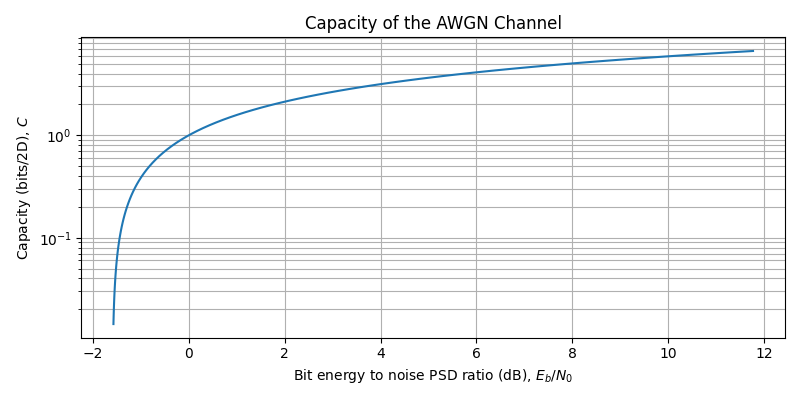 Capacity of the AWGN Channel
Capacity (bits/2D), C
10⁰
10⁻¹
−2 0 2 4 6 8 10 12
Bit energy to noise PSD ratio (dB), E_b/N_0